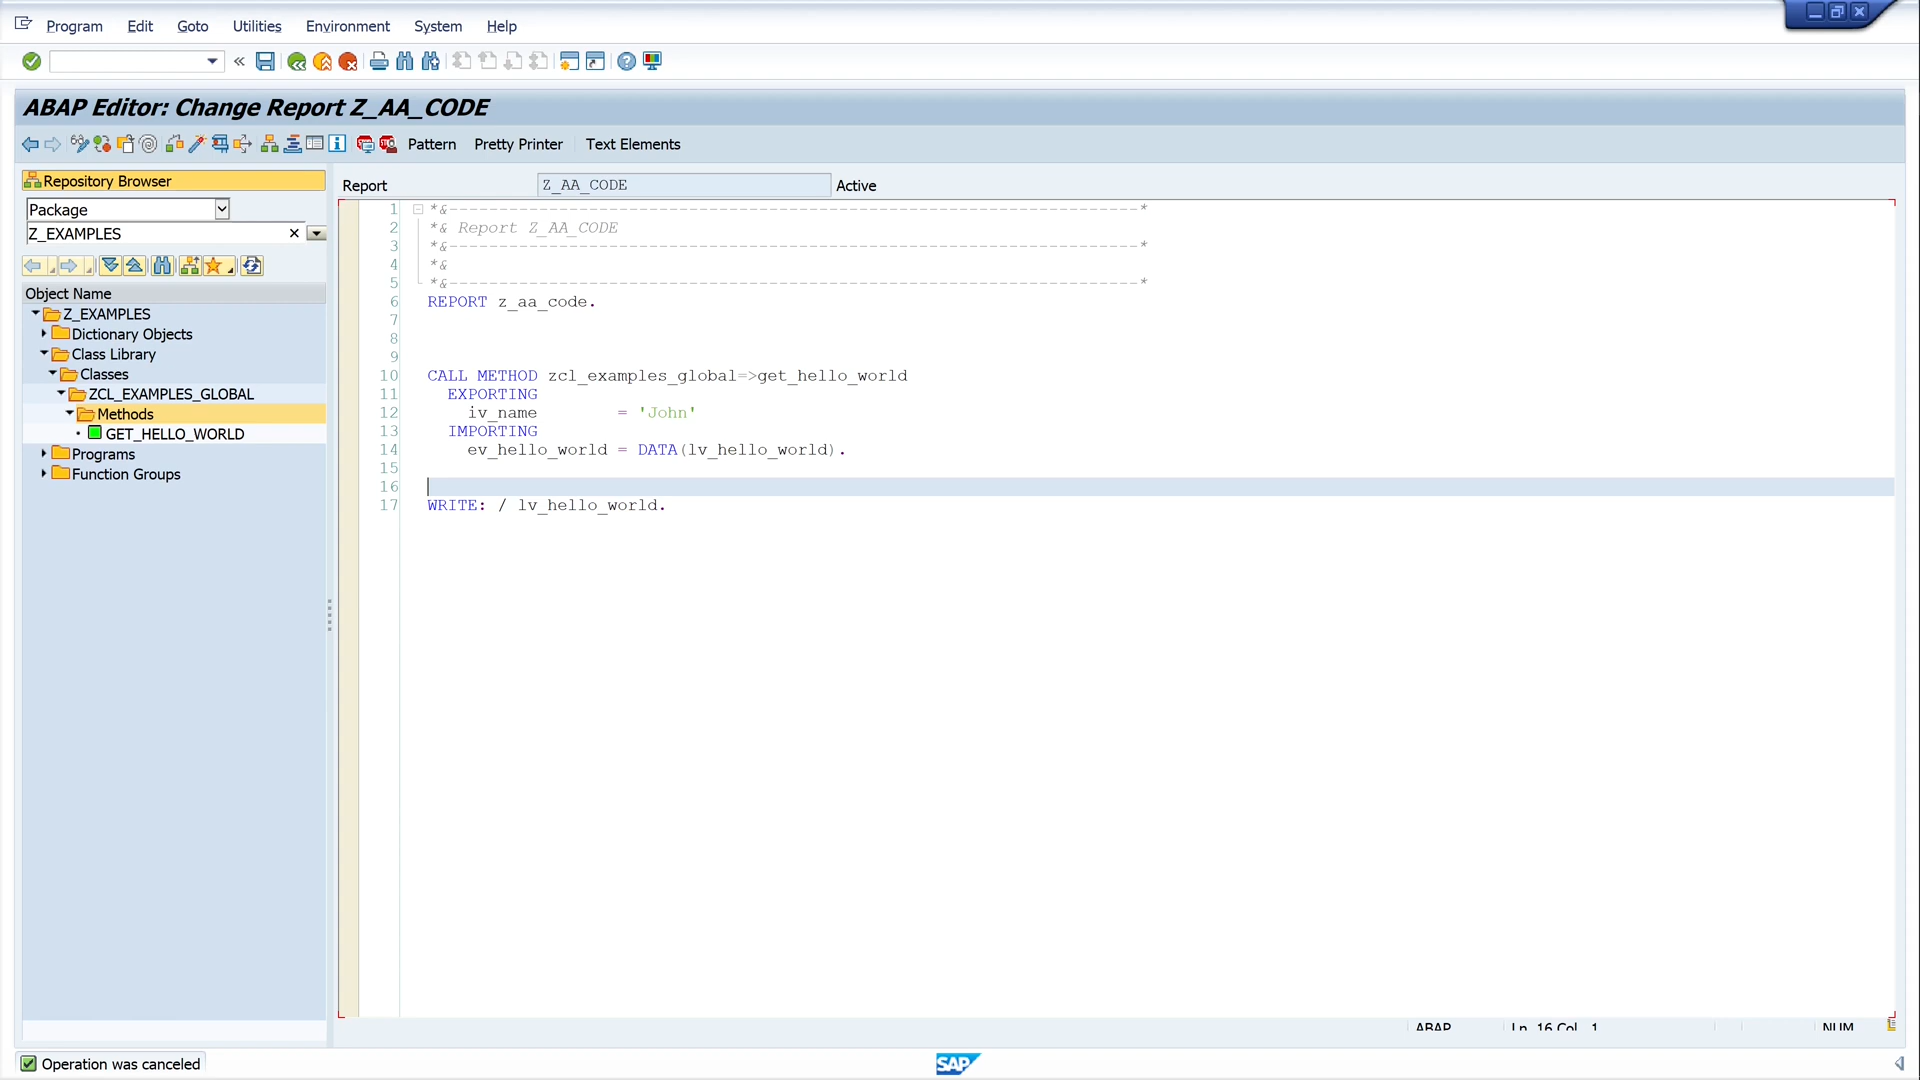 Program Edit Goto Utilities Environment System Help
ABAP Editor: Change Report Z_AA_CODE
Pattern Pretty Printer Text Elements
Repository Browser
Package
Z_EXAMPLES
Object Name
Z_EXAMPLES
Dictionary Objects
Class Library
Classes
ZCL_EXAMPLES_GLOBAL
Methods
GET_HELLO_WORLD
Programs
Function Groups
Report Z_AA_CODE Active
1 *&---------------------------------------------------------------------*
2 *& Report Z_AA_CODE
3 *&---------------------------------------------------------------------*
4 *&
5 *&---------------------------------------------------------------------*
6 REPORT z_aa_code.
7
8
9
10 CALL METHOD zcl_examples_global=>get_hello_world
11 EXPORTING
12 iv_name = 'John'
13 IMPORTING
14 ev_hello_world = DATA(lv_hello_world).
15
16
17 WRITE: / lv_hello_world.
ABAP Ln 16 Col 1 NUM
Operation was canceled
SAP